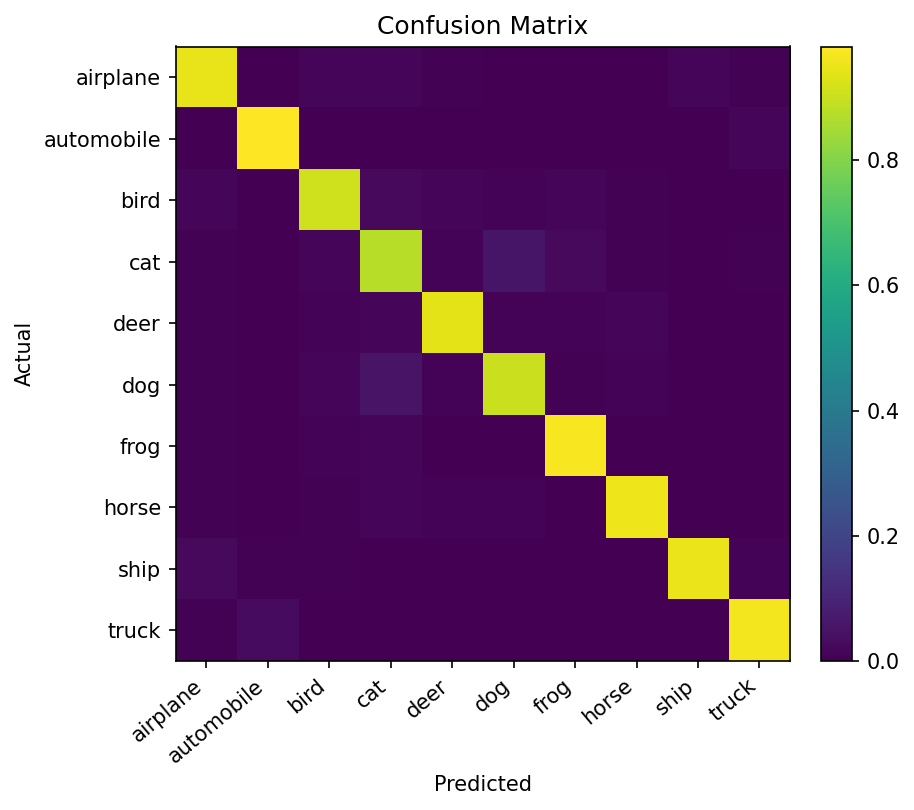 Confusion Matrix
airplane
automobile
bird
cat
deer
dog
frog
horse
ship
truck
Actual
airplane
automobile
bird
cat
deer
dog
frog
horse
ship
truck
Predicted
0.8
0.6
0.4
0.2
0.0